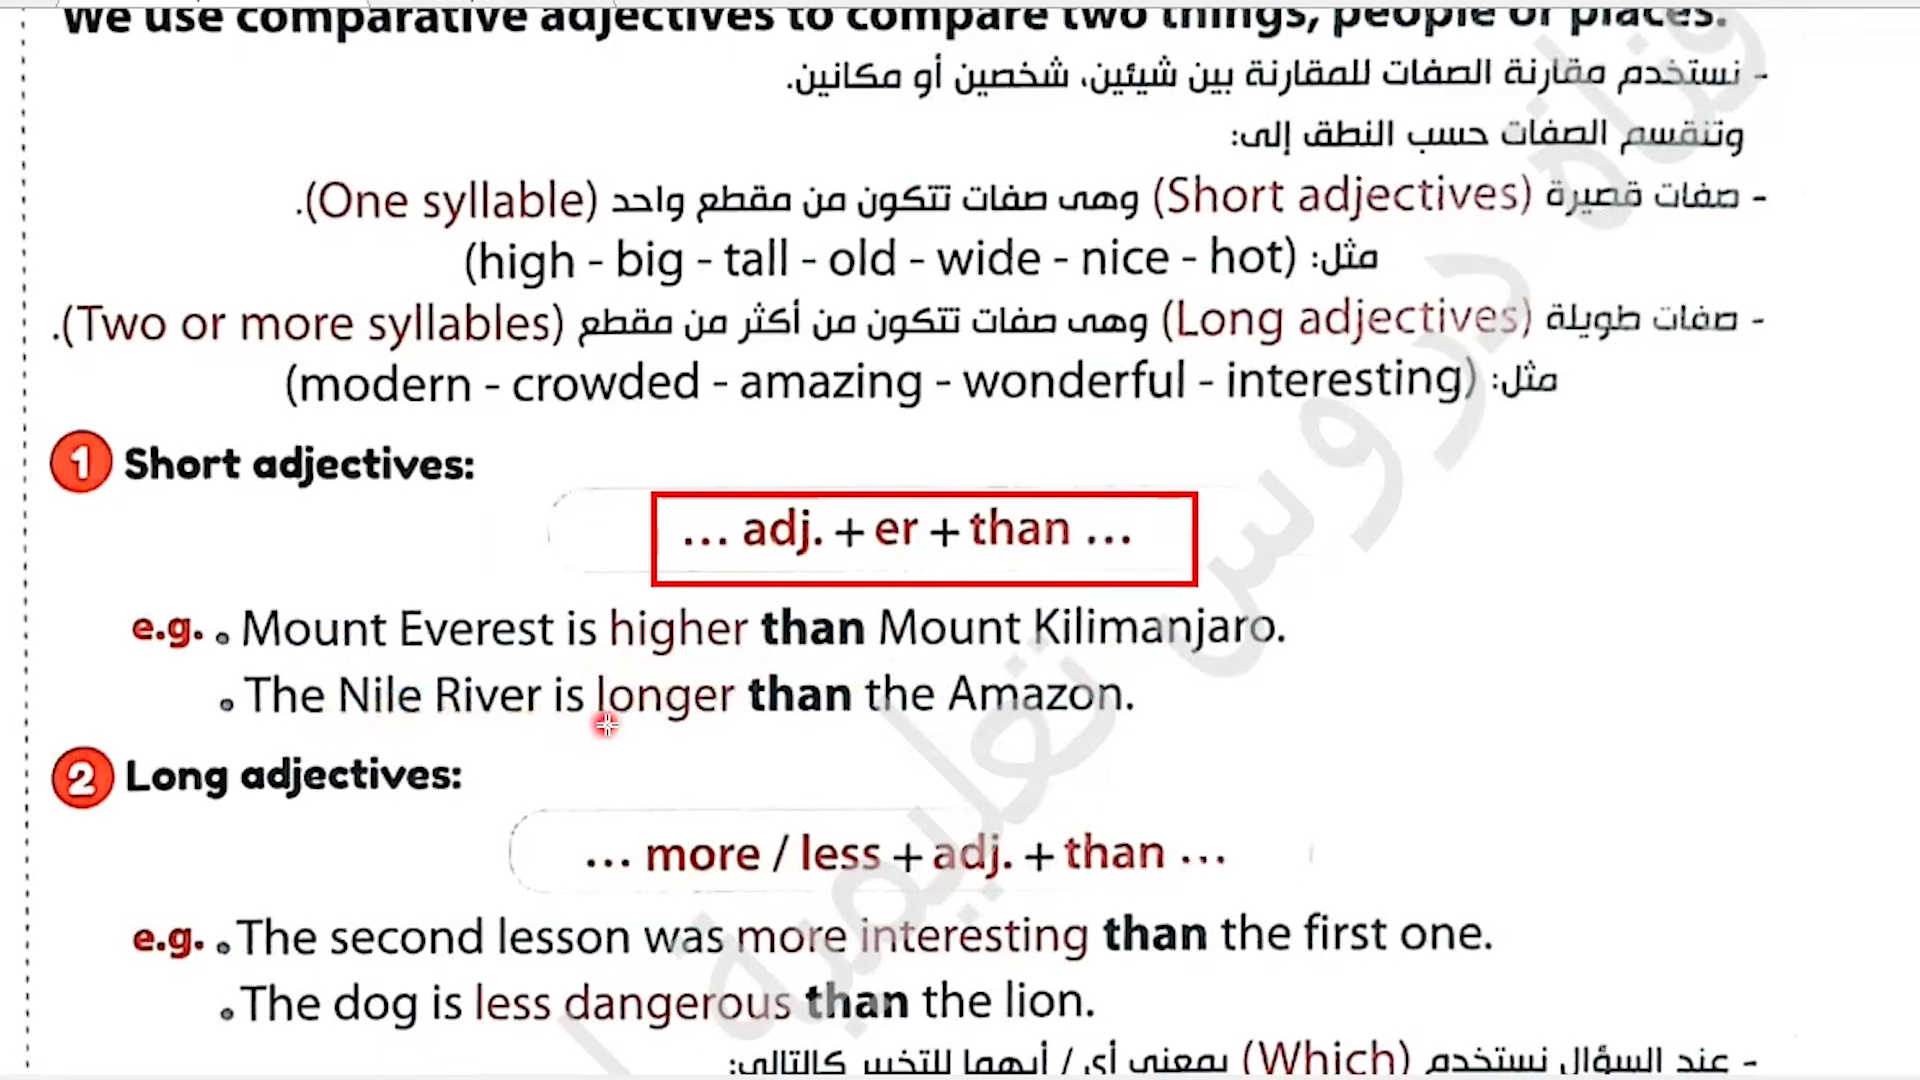 We use comparative adjectives to compare two things, people or places.
- نستخدم مقارنة الصفات للمقارنة بين شيئين، شخصين أو مكانين.
وتنقسم الصفات حسب النطق إلى:
- صفات قصيرة (Short adjectives) وهى صفات تتكون من مقطع واحد (One syllable).
مثل: (high - big - tall - old - wide - nice - hot)
- صفات طويلة (Long adjectives) وهى صفات تتكون من أكثر من مقطع (Two or more syllables).
مثل: (modern - crowded - amazing - wonderful - interesting)
1 Short adjectives:
... adj. + er + than ...
e.g. • Mount Everest is higher than Mount Kilimanjaro.
• The Nile River is longer than the Amazon.
2 Long adjectives:
... more / less + adj. + than ...
e.g. • The second lesson was more interesting than the first one.
• The dog is less dangerous than the lion.
- عند السؤال نستخدم (Which) بمعنى أى / أيهما للتخيير كالتالى:
قناة دروس تعليمية